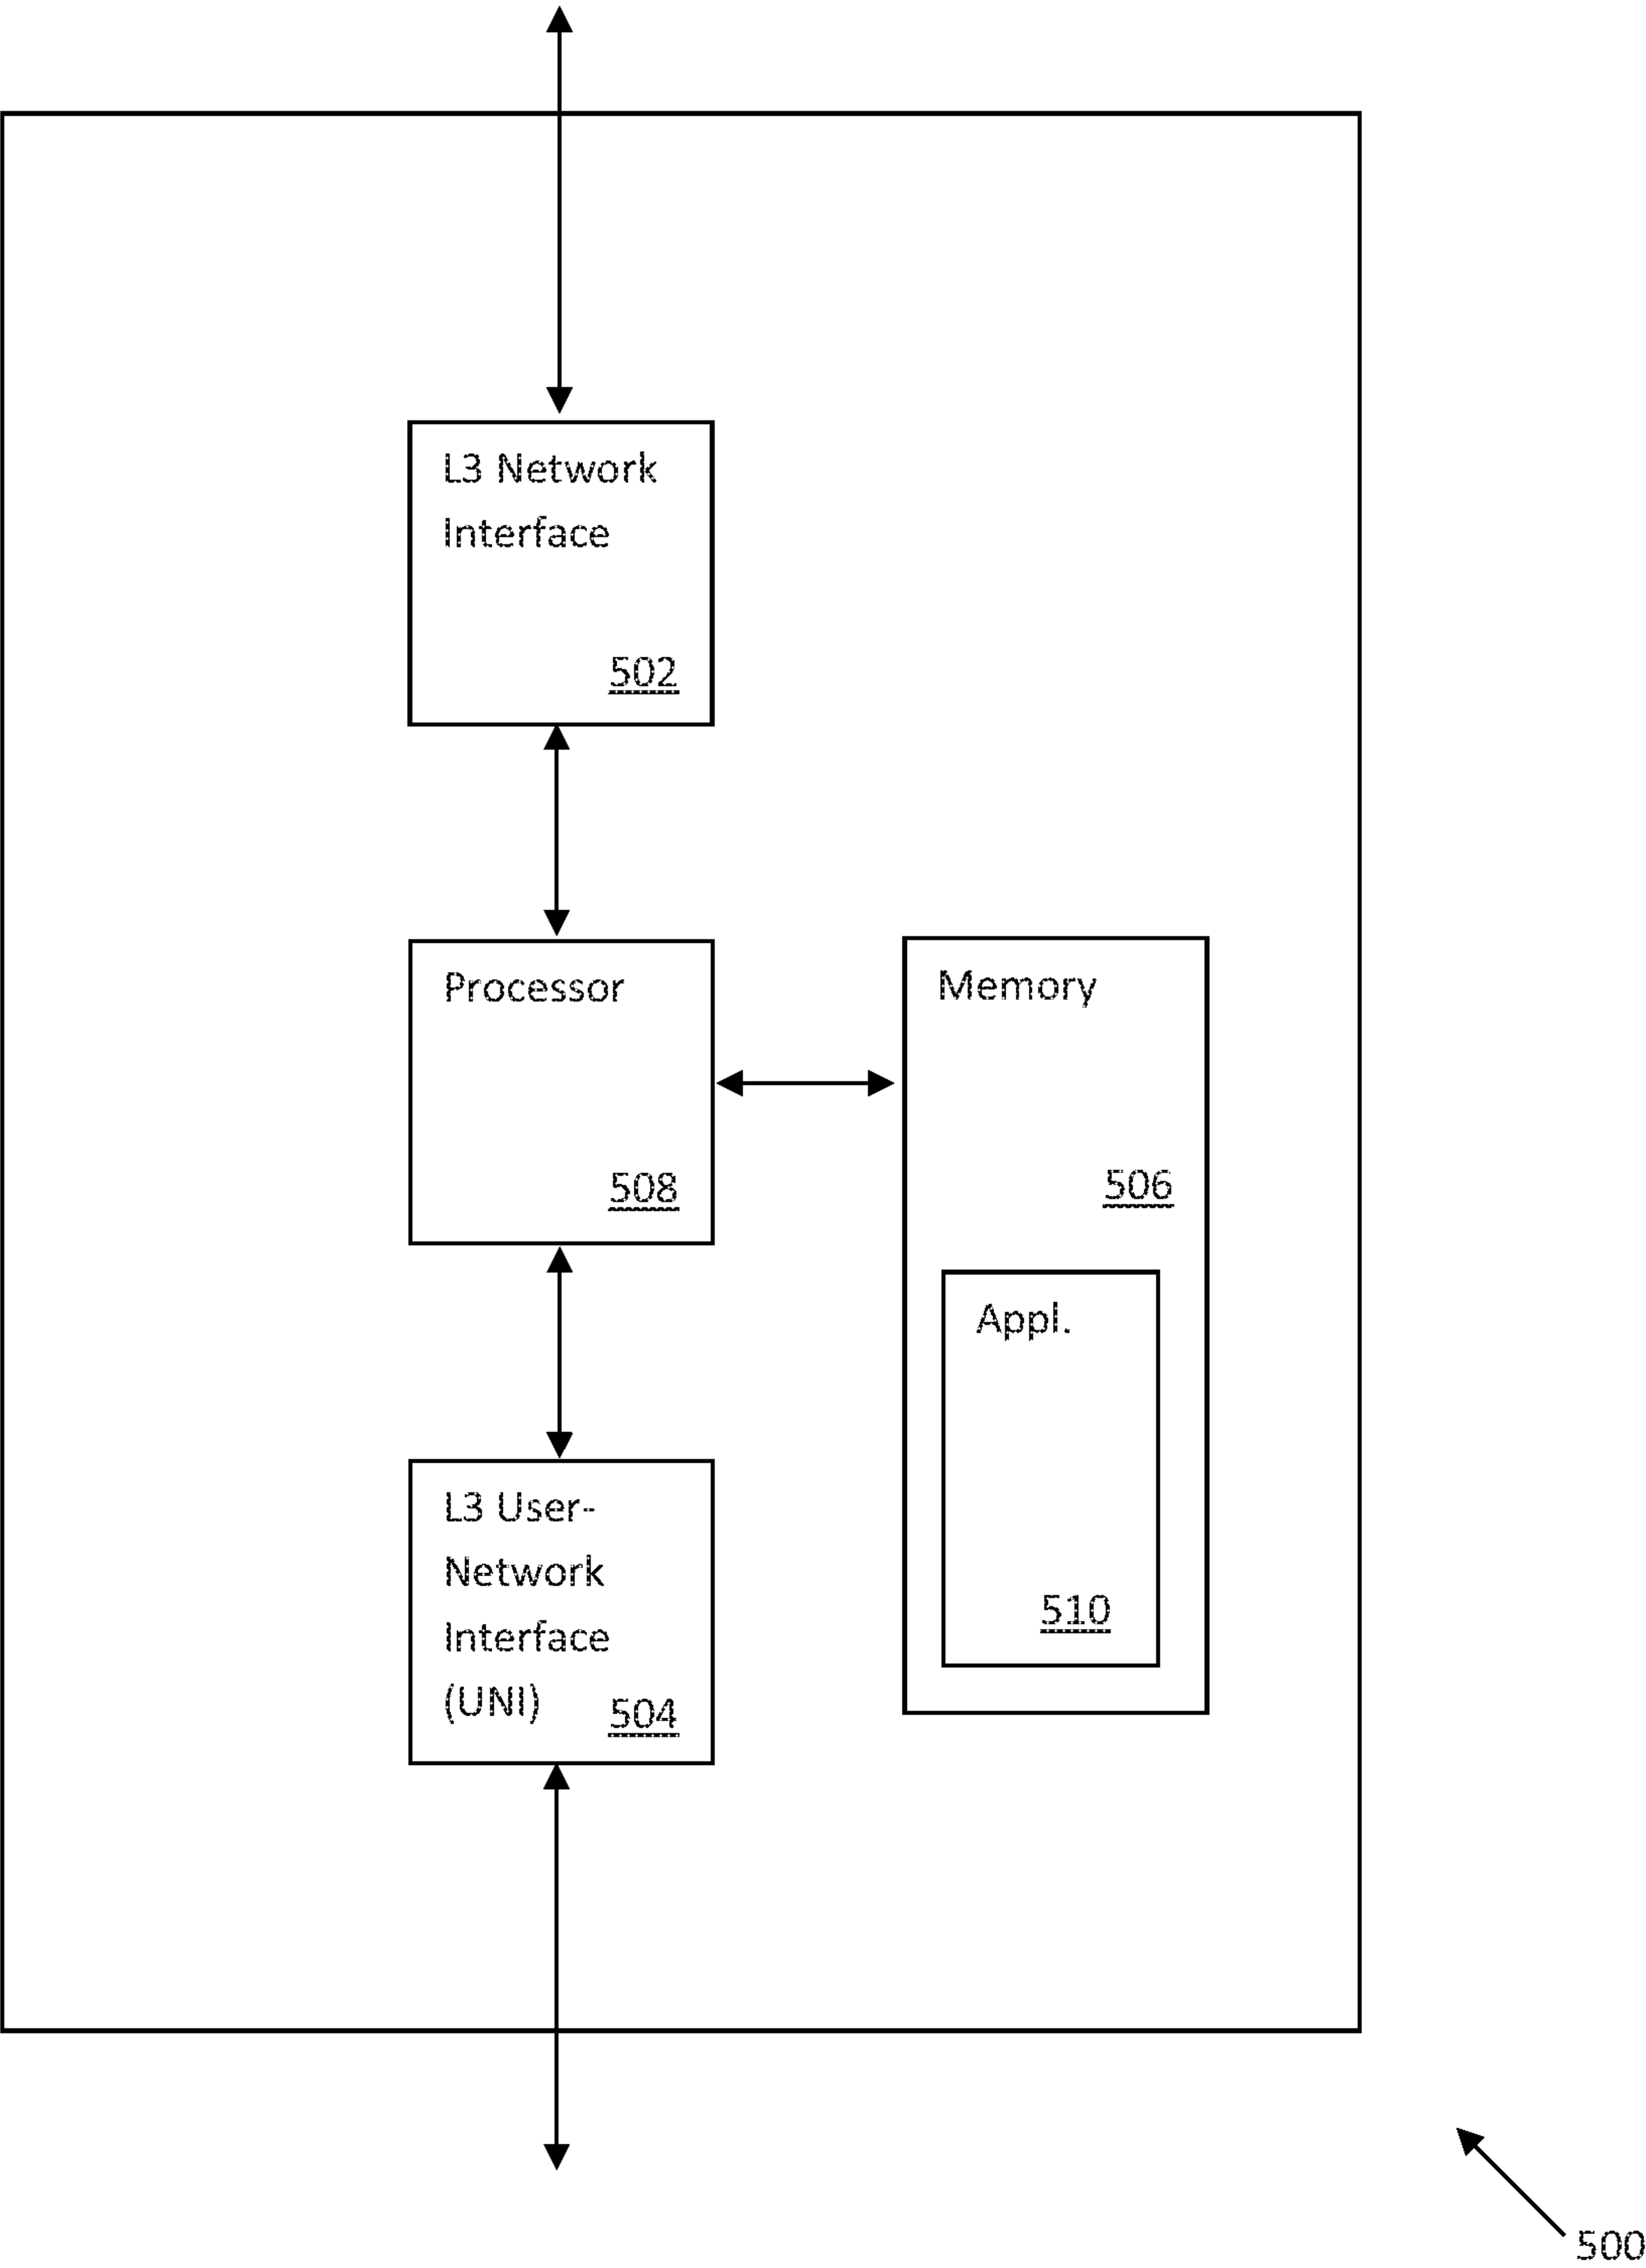 L3 Network
Interface
502
Processor
508
Memory
506
Appl.
510
L3 User-
Network
Interface
(UNI)
504
500